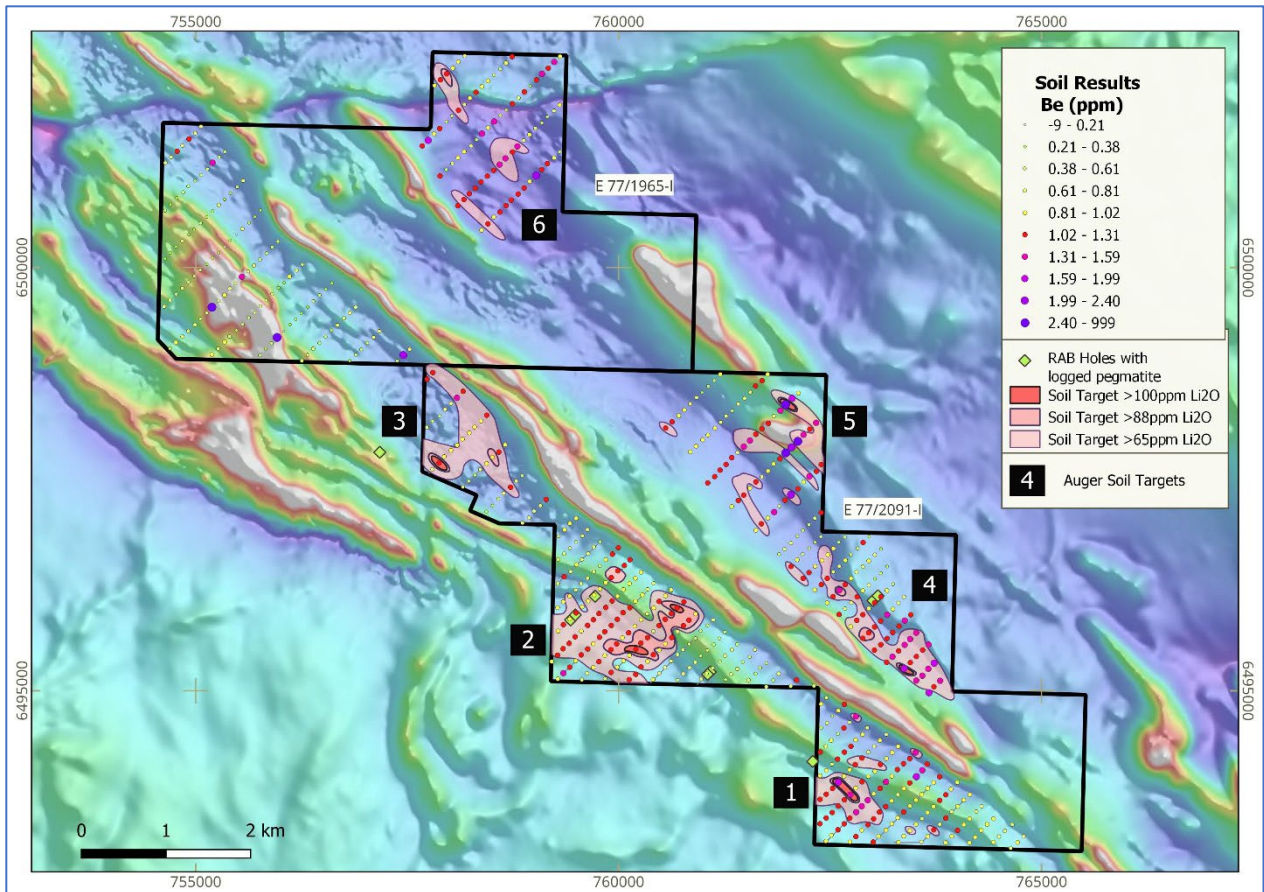 755000
760000
765000
Soil Results
Be (ppm)
-9 - 0.21
0.21 - 0.38
0.38 - 0.61
0.61 - 0.81
0.81 - 1.02
1.02 - 1.31
1.31 - 1.59
1.59 - 1.99
1.99 - 2.40
2.40 - 999
RAB Holes with
logged pegmatite
Soil Target >100ppm Li2O
Soil Target >88ppm Li2O
Soil Target >65ppm Li2O
4 Auger Soil Targets
E 77/1965-I
6
6500000
6500000
3
5
E 77/2091-I
4
2
6495000
6495000
1
0 1 2 km
755000
760000
765000